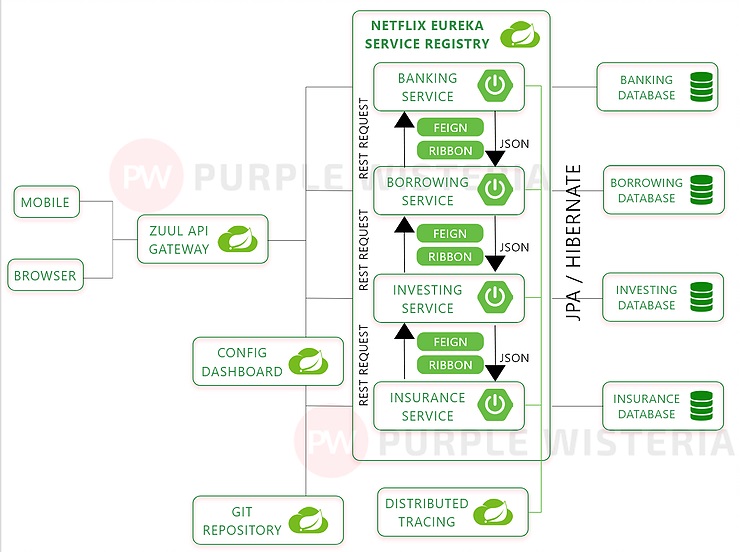 NETFLIX EUREKA
SERVICE REGISTRY
BANKING
SERVICE
BANKING
DATABASE
REST REQUEST
FEIGN
RIBBON
JSON
PW PURPLE WISTERIA
BORROWING
SERVICE
BORROWING
DATABASE
MOBILE
ZUUL API
GATEWAY
BROWSER
REST REQUEST
FEIGN
RIBBON
JSON
JPA / HIBERNATE
INVESTING
SERVICE
INVESTING
DATABASE
CONFIG
DASHBOARD
REST REQUEST
FEIGN
RIBBON
JSON
INSURANCE
SERVICE
INSURANCE
DATABASE
PW PURPLE WISTERIA
GIT
REPOSITORY
DISTRIBUTED
TRACING